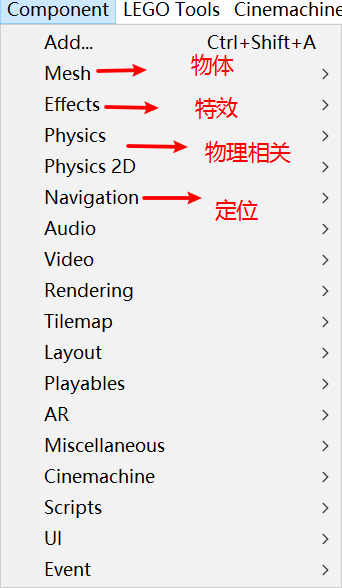 Component LEGO Tools Cinemachine
Add... Ctrl+Shift+A
Mesh 物体
Effects 特效
Physics 物理相关
Physics 2D
Navigation 定位
Audio
Video
Rendering
Tilemap
Layout
Playables
AR
Miscellaneous
Cinemachine
Scripts
UI
Event